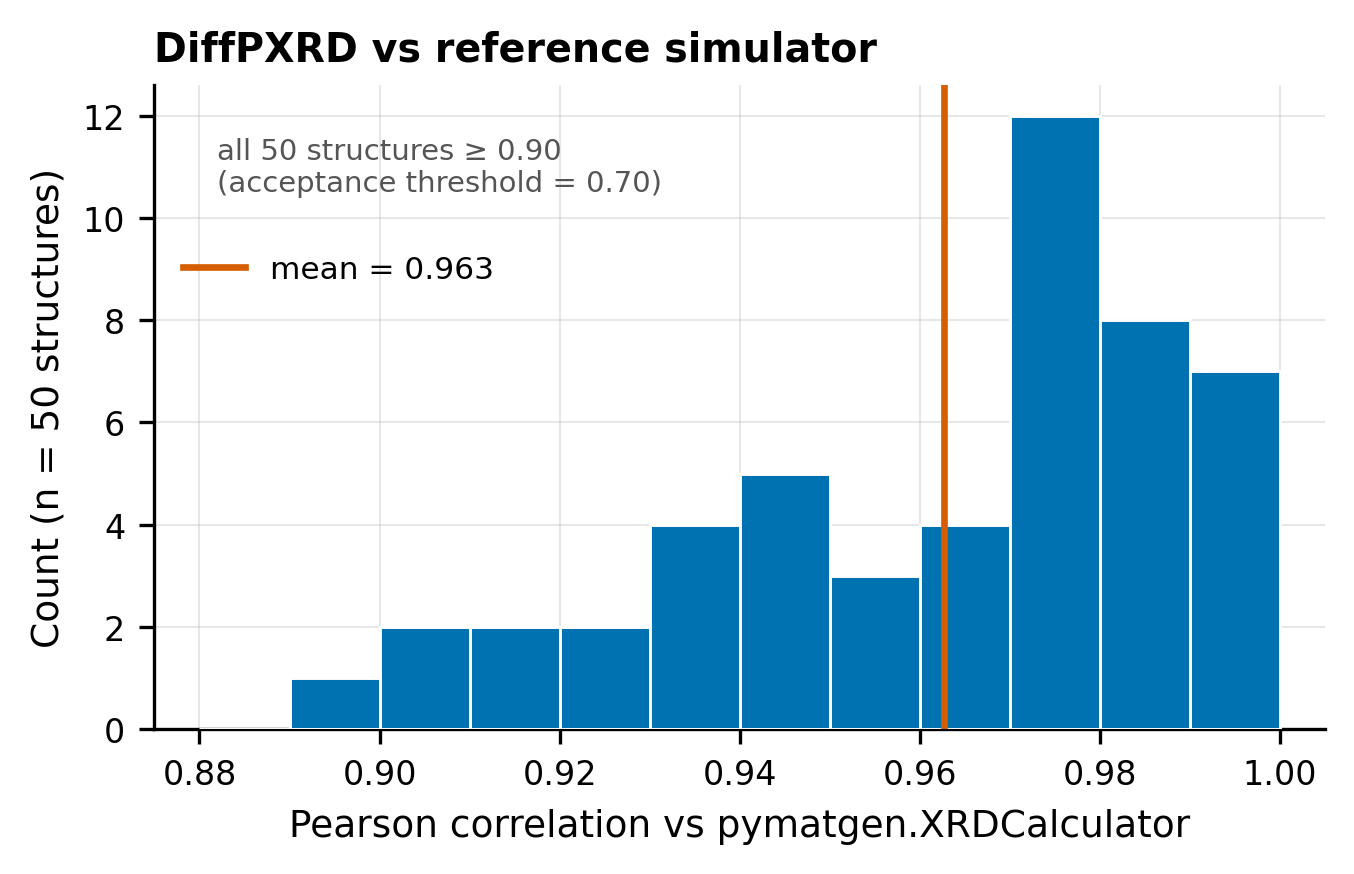 DiffPXRD vs reference simulator
all 50 structures ≥ 0.90
(acceptance threshold = 0.70)
mean = 0.963
Count (n = 50 structures)
12
10
8
6
4
2
0
0.88 0.90 0.92 0.94 0.96 0.98 1.00
Pearson correlation vs pymatgen.XRDCalculator